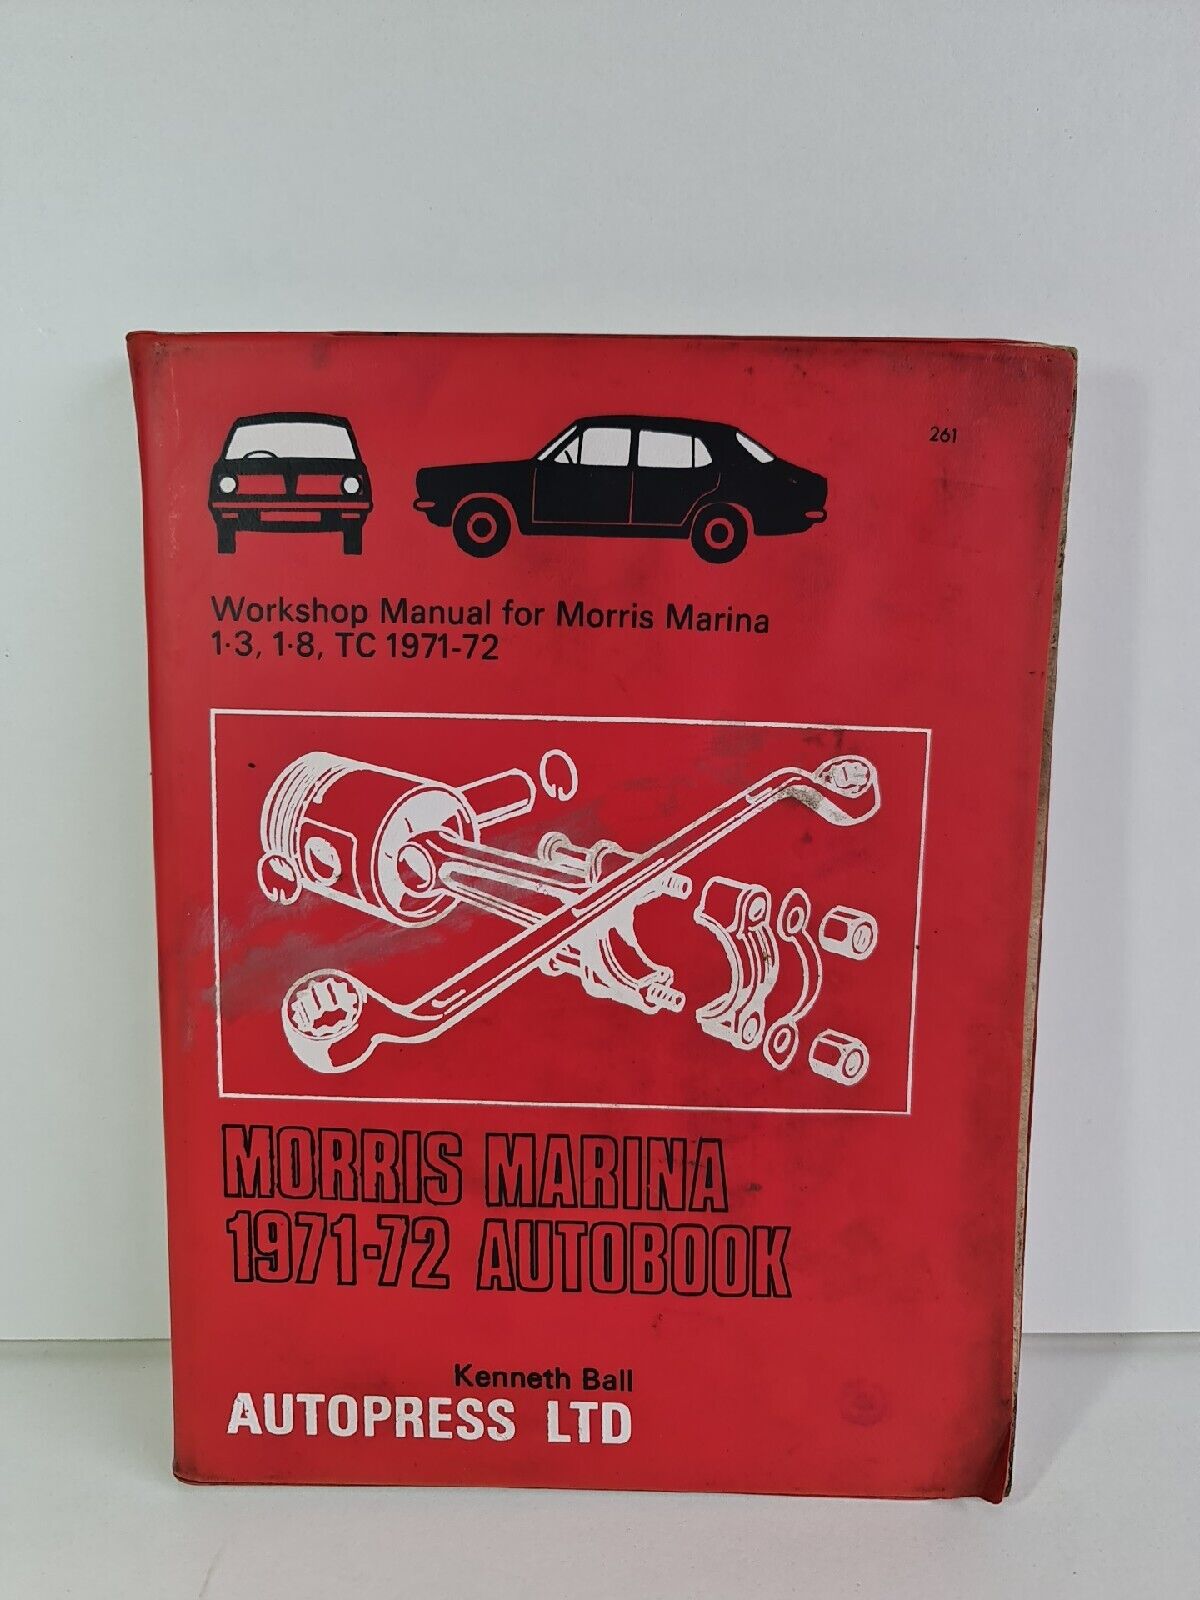 261
Workshop Manual for Morris Marina
1·3, 1·8, TC 1971-72
MORRIS MARINA
1971-72 AUTOBOOK
Kenneth Ball
AUTOPRESS LTD